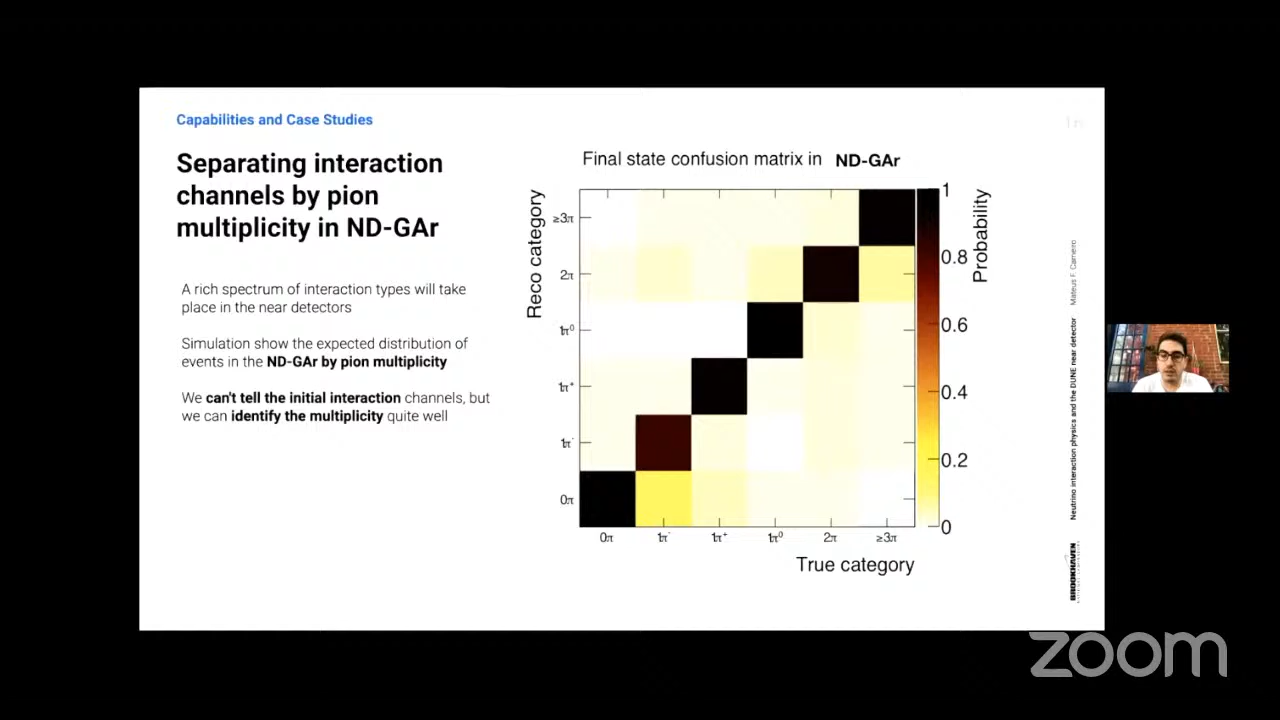 Capabilities and Case Studies
Separating interaction
channels by pion
multiplicity in ND-GAr
A rich spectrum of interaction types will take
place in the near detectors
Simulation show the expected distribution of
events in the ND-GAr by pion multiplicity
We can't tell the initial interaction channels, but
we can identify the multiplicity quite well
Final state confusion matrix in ND-GAr
Reco category
≥3π
2π
1π⁰
1π⁺
1π⁻
0π
0π 1π⁻ 1π⁺ 1π⁰ 2π ≥3π
True category
1
0.8
0.6
0.4
0.2
0
Probability
Neutrino interaction physics and the DUNE near detector Mateus F. Carneiro
BROOKHAVEN
zoom